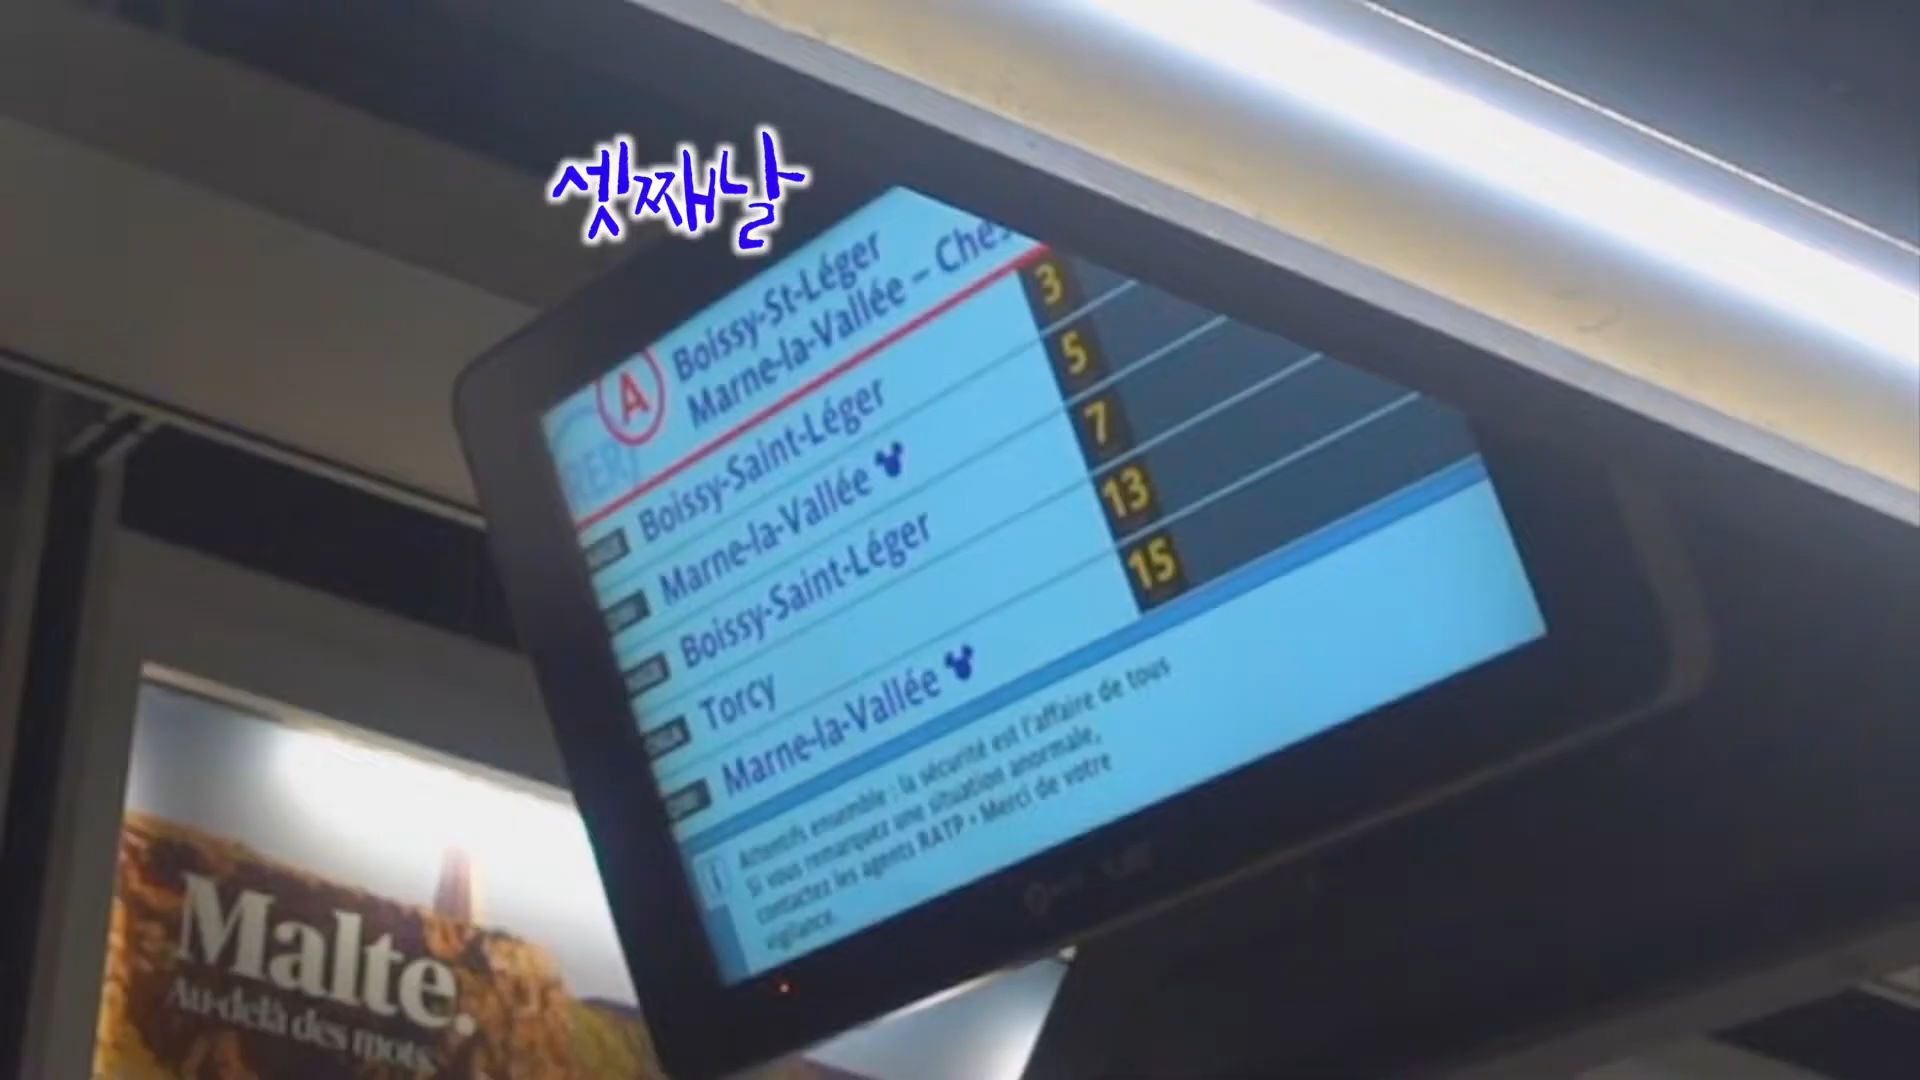 셋째날
RER A
Boissy-St-Léger
Marne-la-Vallée – Che
Boissy-Saint-Léger 3
Marne-la-Vallée 5
Boissy-Saint-Léger 7
Torcy 13
Marne-la-Vallée 15
i
Attentifs ensemble : la sécurité est l'affaire de tous
Si vous remarquez une situation anormale,
contactez les agents RATP • Merci de votre
vigilance.
Malte.
Au-delà des mots.